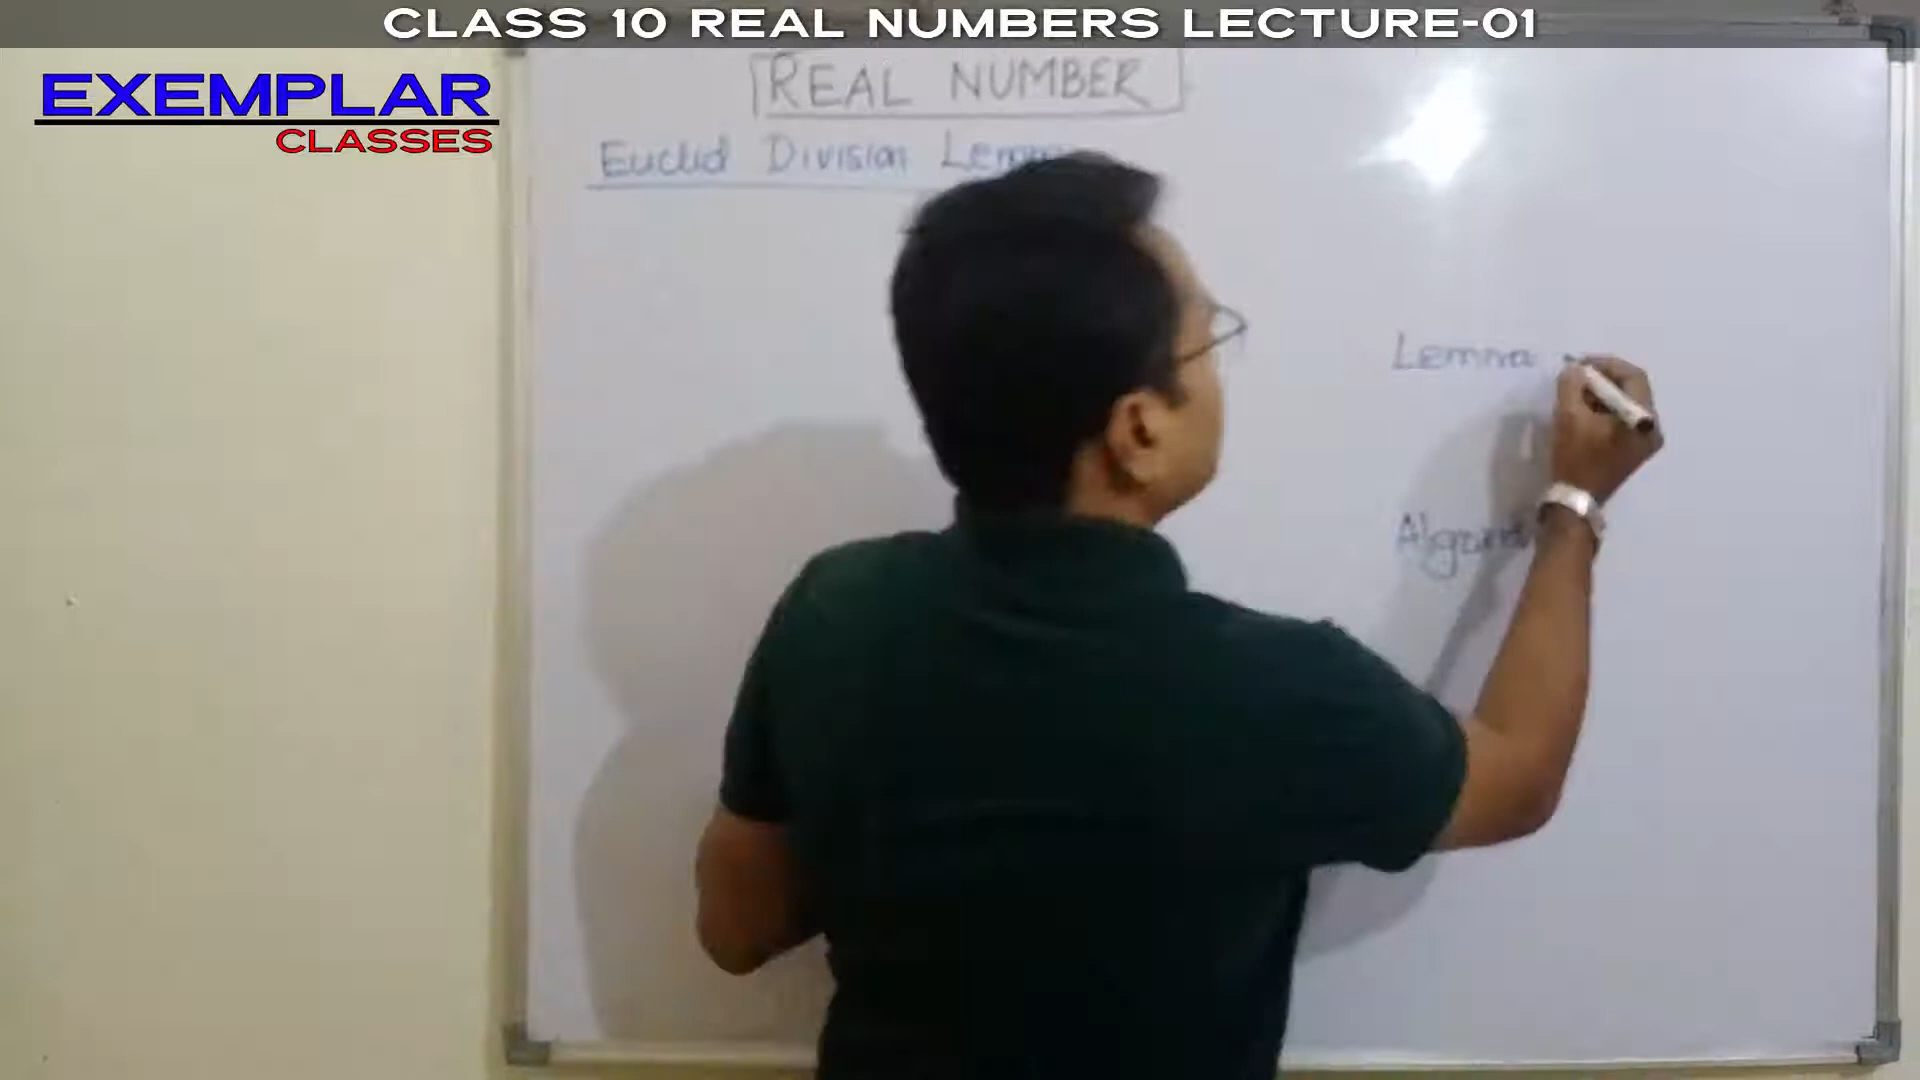 CLASS 10 REAL NUMBERS LECTURE-01
EXEMPLAR
CLASSES
REAL NUMBER
Euclid Division
Lemma